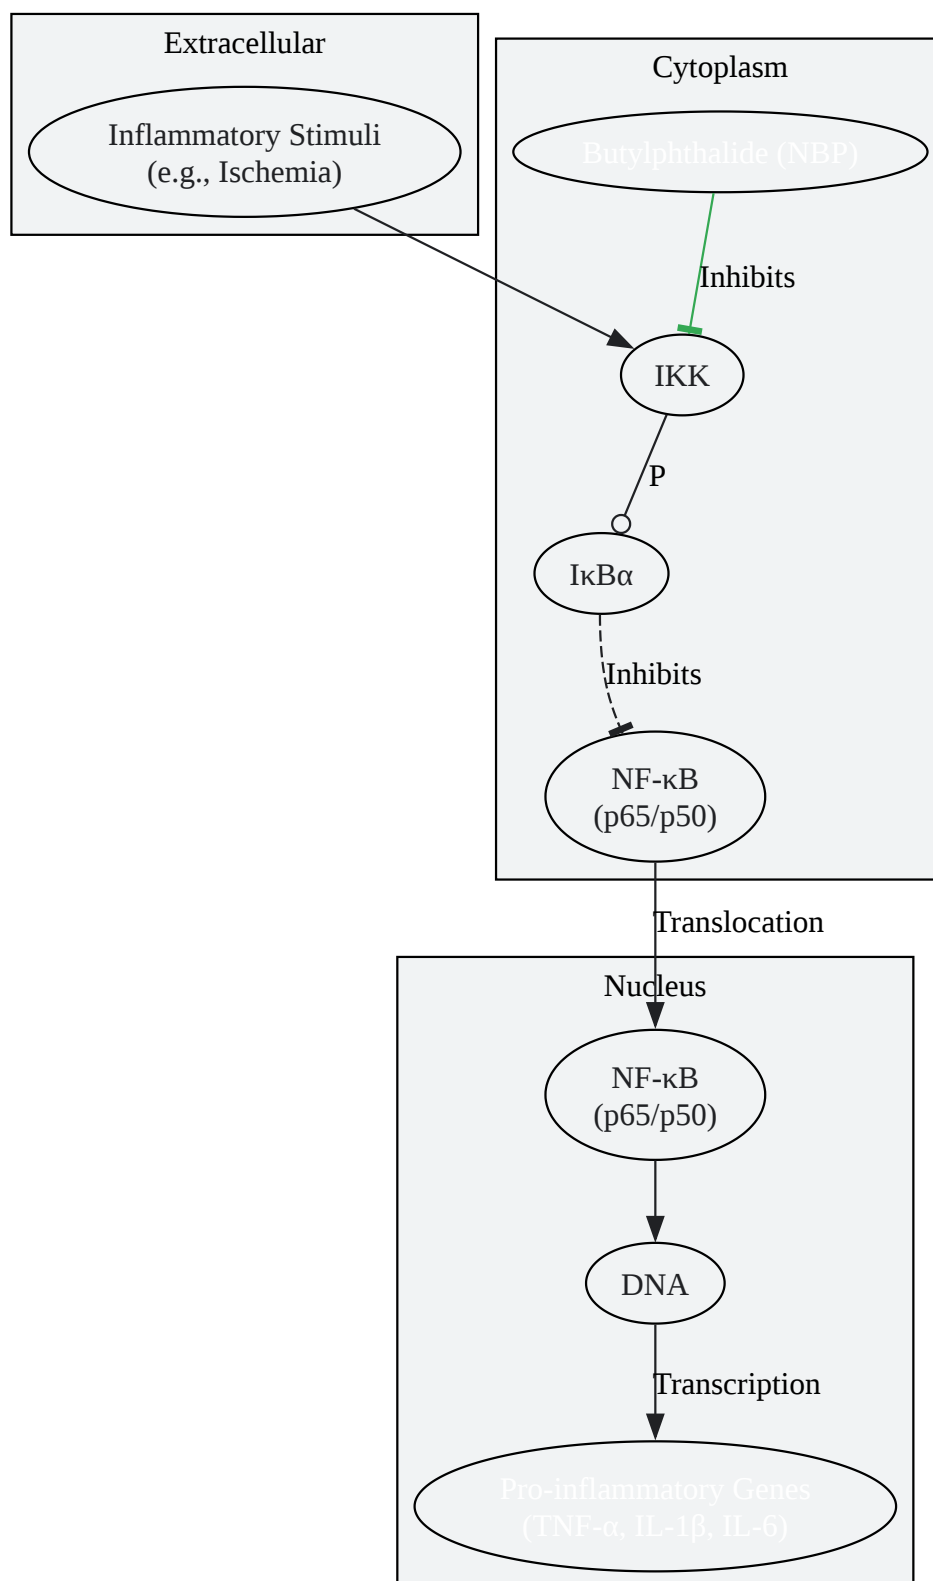 Extracellular
Inflammatory Stimuli
(e.g., Ischemia)
Cytoplasm
Butylphthalide (NBP)
Inhibits
IKK
P
IκBα
Inhibits
NF-κB
(p65/p50)
Translocation
Nucleus
NF-κB
(p65/p50)
DNA
Transcription
Pro-inflammatory Genes
(TNF-α, IL-1β, IL-6)